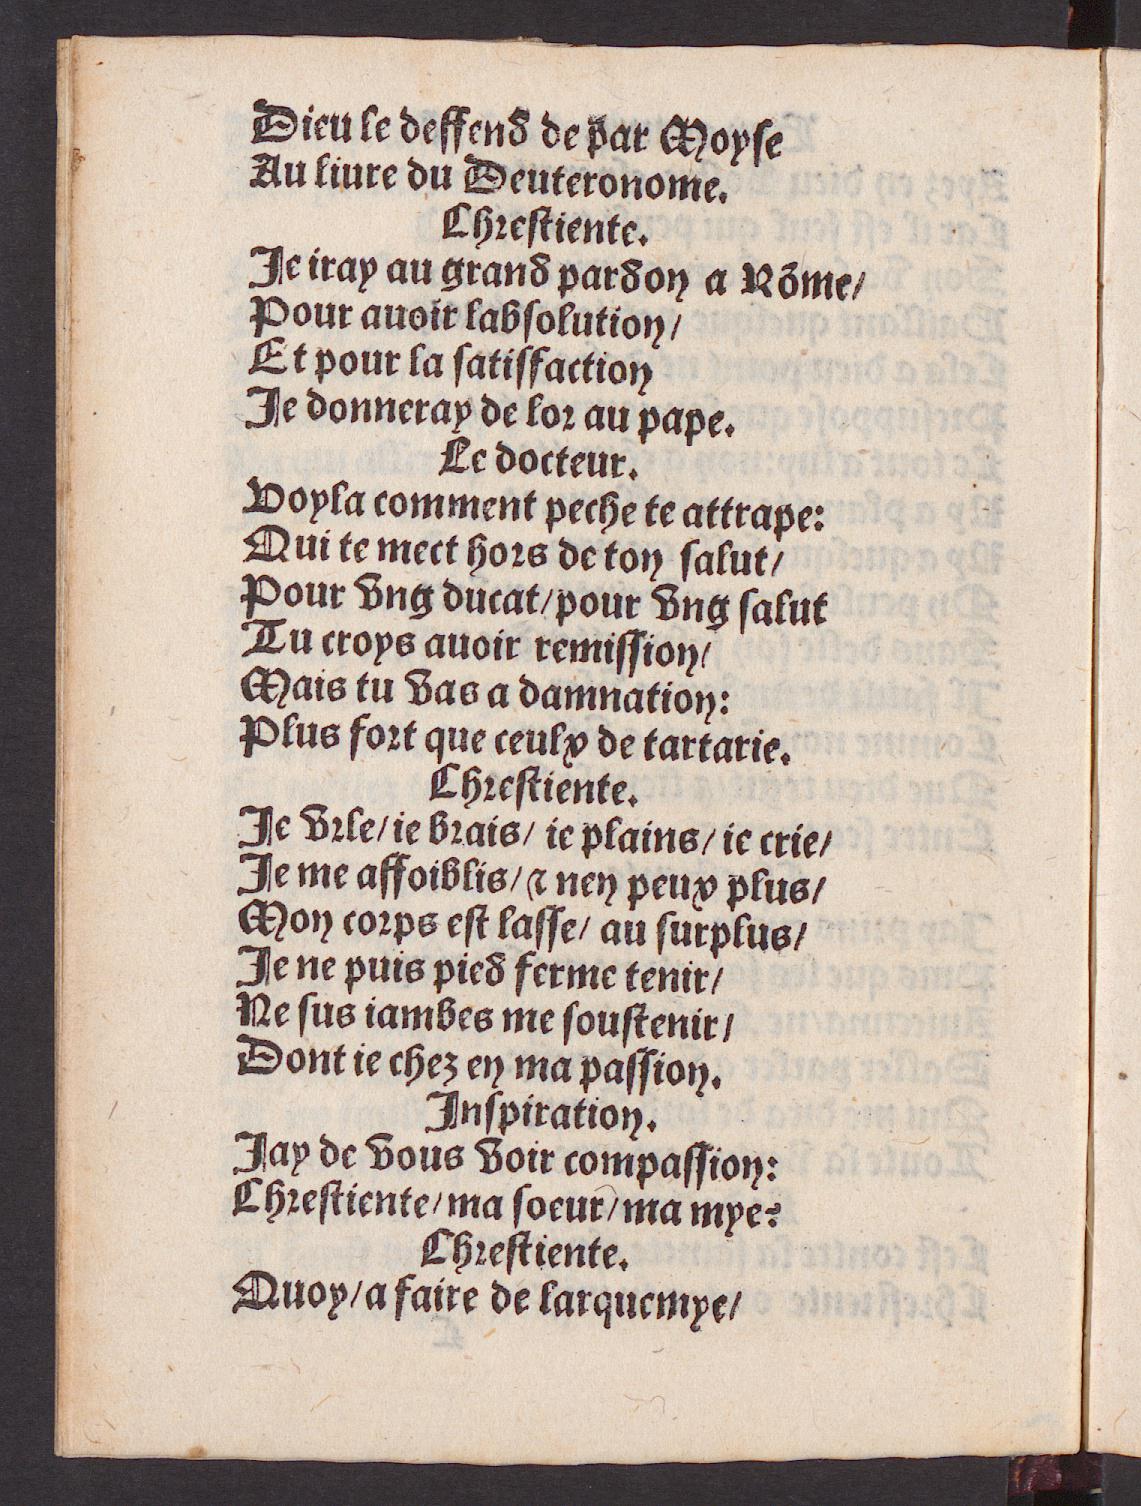 Dieu le deffend de par Moyse
Au liure du Deuteronome.
Chrestiente.
Je iray au grand pardon a Rõme/
Pour auoir labsolution/
Et pour la satisfaction
Je donneray de lor au pape.
Le docteur.
Voyla comment peche te attrape:
Qui te mect hors de ton salut/
Pour vng ducat/pour vng salut
Tu croys auoir remission/
Mais tu vas a damnation:
Plus fort que ceulx de tartarie.
Chrestiente.
Je vrle/ie brais/ ie plains/ie crie/
Je me affoiblis/⁊ nen peux plus/
Mon corps est lasse/ au surplus/
Je ne puis pied ferme tenir/
Ne sus iambes me soustenir/
Dont ie chez en ma passion.
Inspiration.
Jay de vous voir compassion:
Chrestiente/ma soeur/ma mye?
Chrestiente.
Quoy/a faire de larquemye/